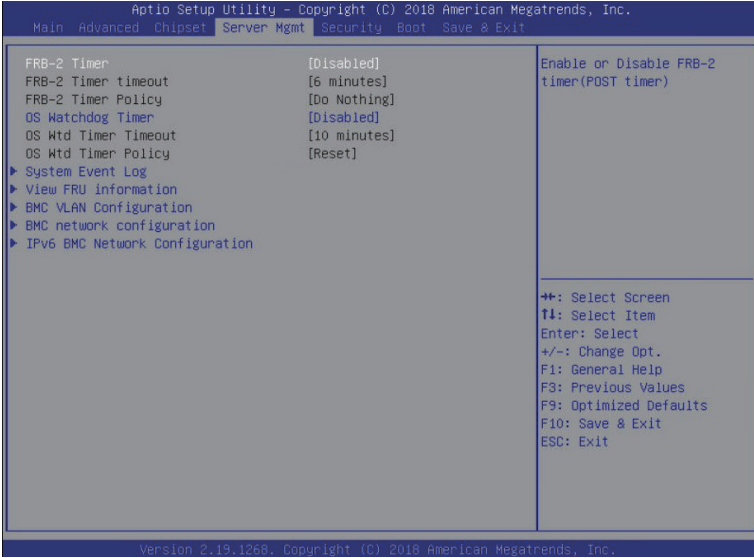 Aptio Setup Utility – Copyright (C) 2018 American Megatrends, Inc.
Main Advanced Chipset Server Mgmt Security Boot Save & Exit
FRB-2 Timer [Disabled]
FRB-2 Timer timeout [6 minutes]
FRB-2 Timer Policy [Do Nothing]
OS Watchdog Timer [Disabled]
OS Wtd Timer Timeout [10 minutes]
OS Wtd Timer Policy [Reset]
▶ System Event Log
▶ View FRU information
▶ BMC VLAN Configuration
▶ BMC network configuration
▶ IPv6 BMC Network Configuration
Enable or Disable FRB-2
timer(POST timer)
→←: Select Screen
↑↓: Select Item
Enter: Select
+/-: Change Opt.
F1: General Help
F3: Previous Values
F9: Optimized Defaults
F10: Save & Exit
ESC: Exit
Version 2.19.1268. Copyright (C) 2018 American Megatrends, Inc.